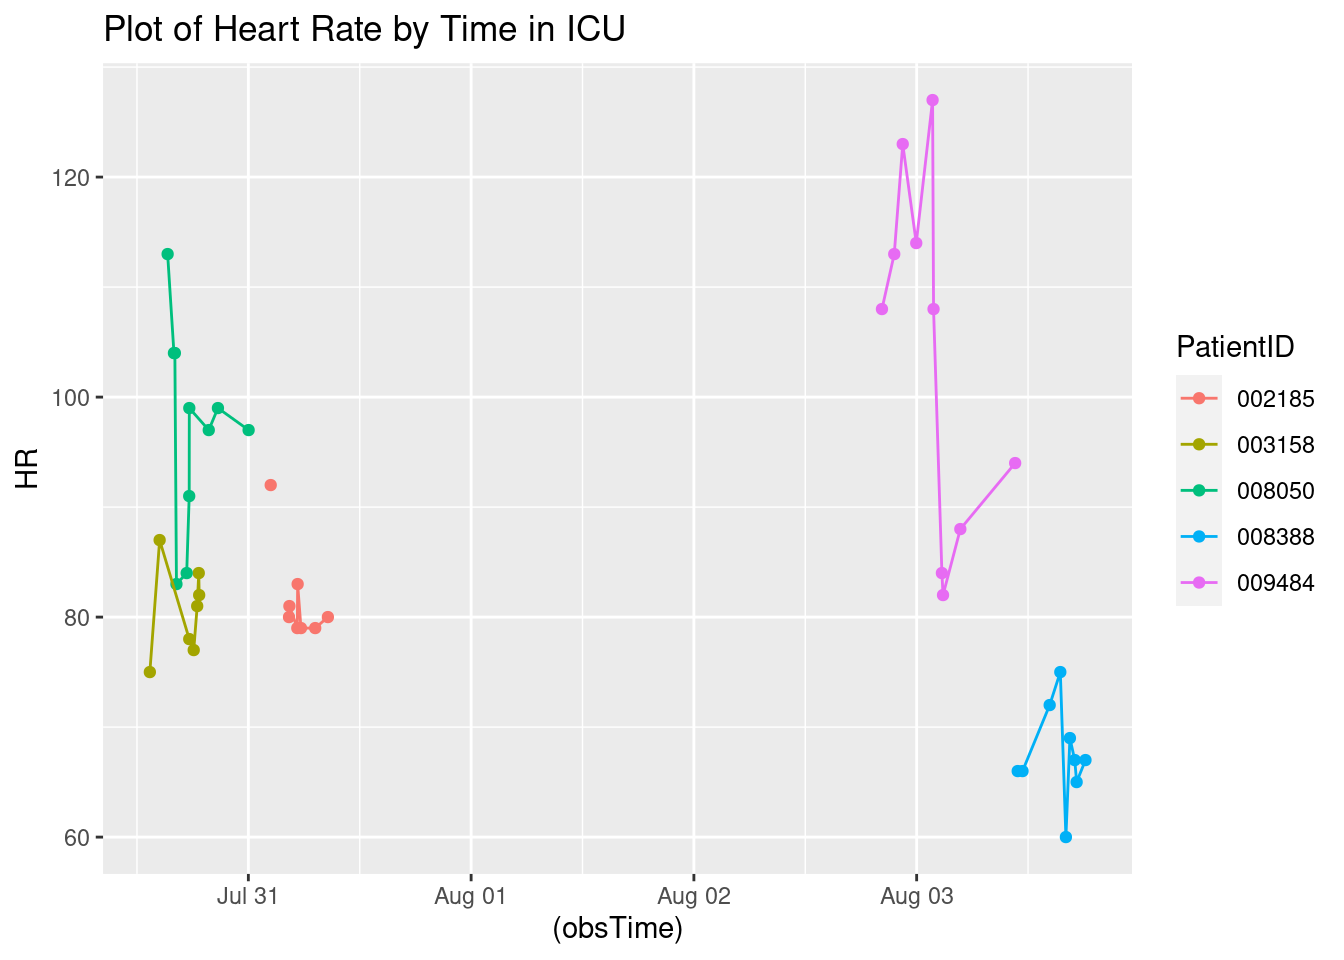 Plot of Heart Rate by Time in ICU
HR
120
100
80
60
Jul 31 Aug 01 Aug 02 Aug 03
(obsTime)
PatientID
002185
003158
008050
008388
009484